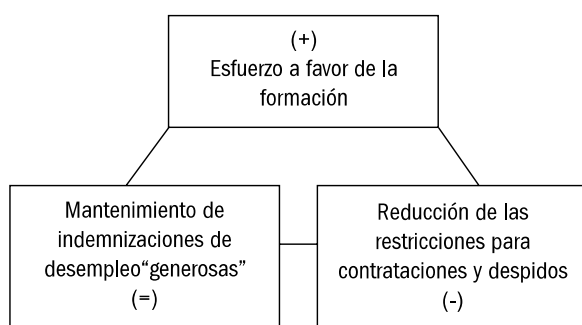 (+)
Esfuerzo a favor de la
formación
Mantenimiento de
indemnizaciones de
desempleo“generosas”
(=)
Reducción de las
restricciones para
contrataciones y despidos
(-)